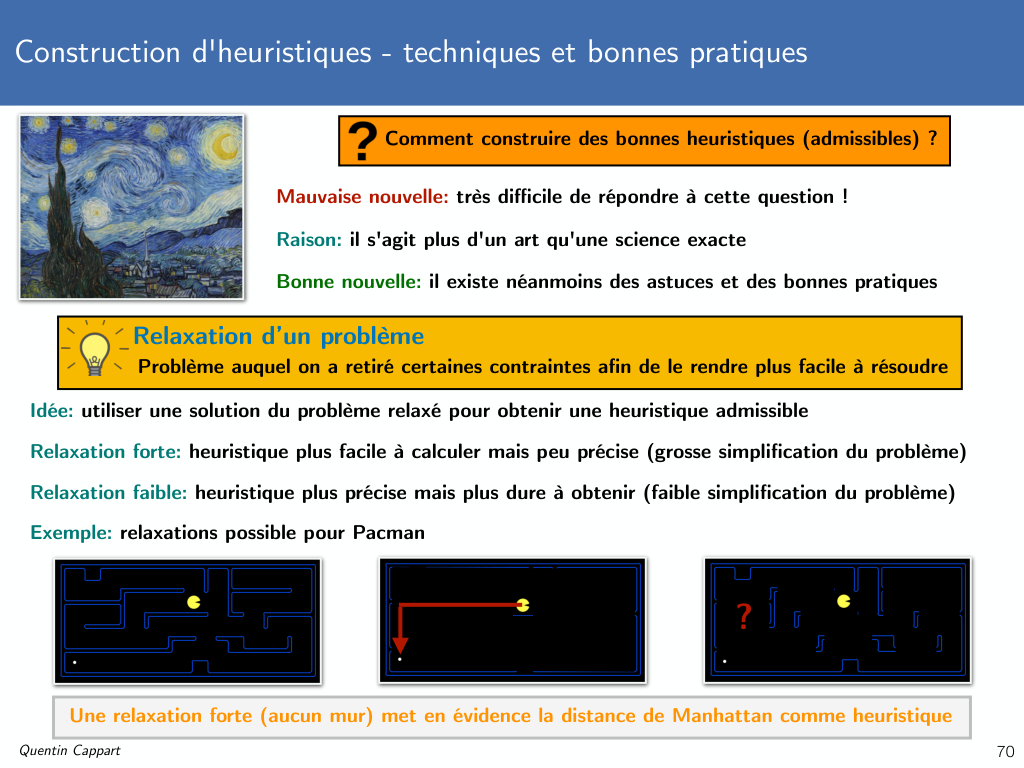 Construction d'heuristiques - techniques et bonnes pratiques
? Comment construire des bonnes heuristiques (admissibles) ?
Mauvaise nouvelle: très difficile de répondre à cette question !
Raison: il s'agit plus d'un art qu'une science exacte
Bonne nouvelle: il existe néanmoins des astuces et des bonnes pratiques
Relaxation d'un problème
Problème auquel on a retiré certaines contraintes afin de le rendre plus facile à résoudre
Idée: utiliser une solution du problème relaxé pour obtenir une heuristique admissible
Relaxation forte: heuristique plus facile à calculer mais peu précise (grosse simplification du problème)
Relaxation faible: heuristique plus précise mais plus dure à obtenir (faible simplification du problème)
Exemple: relaxations possible pour Pacman
?
Une relaxation forte (aucun mur) met en évidence la distance de Manhattan comme heuristique
Quentin Cappart
70